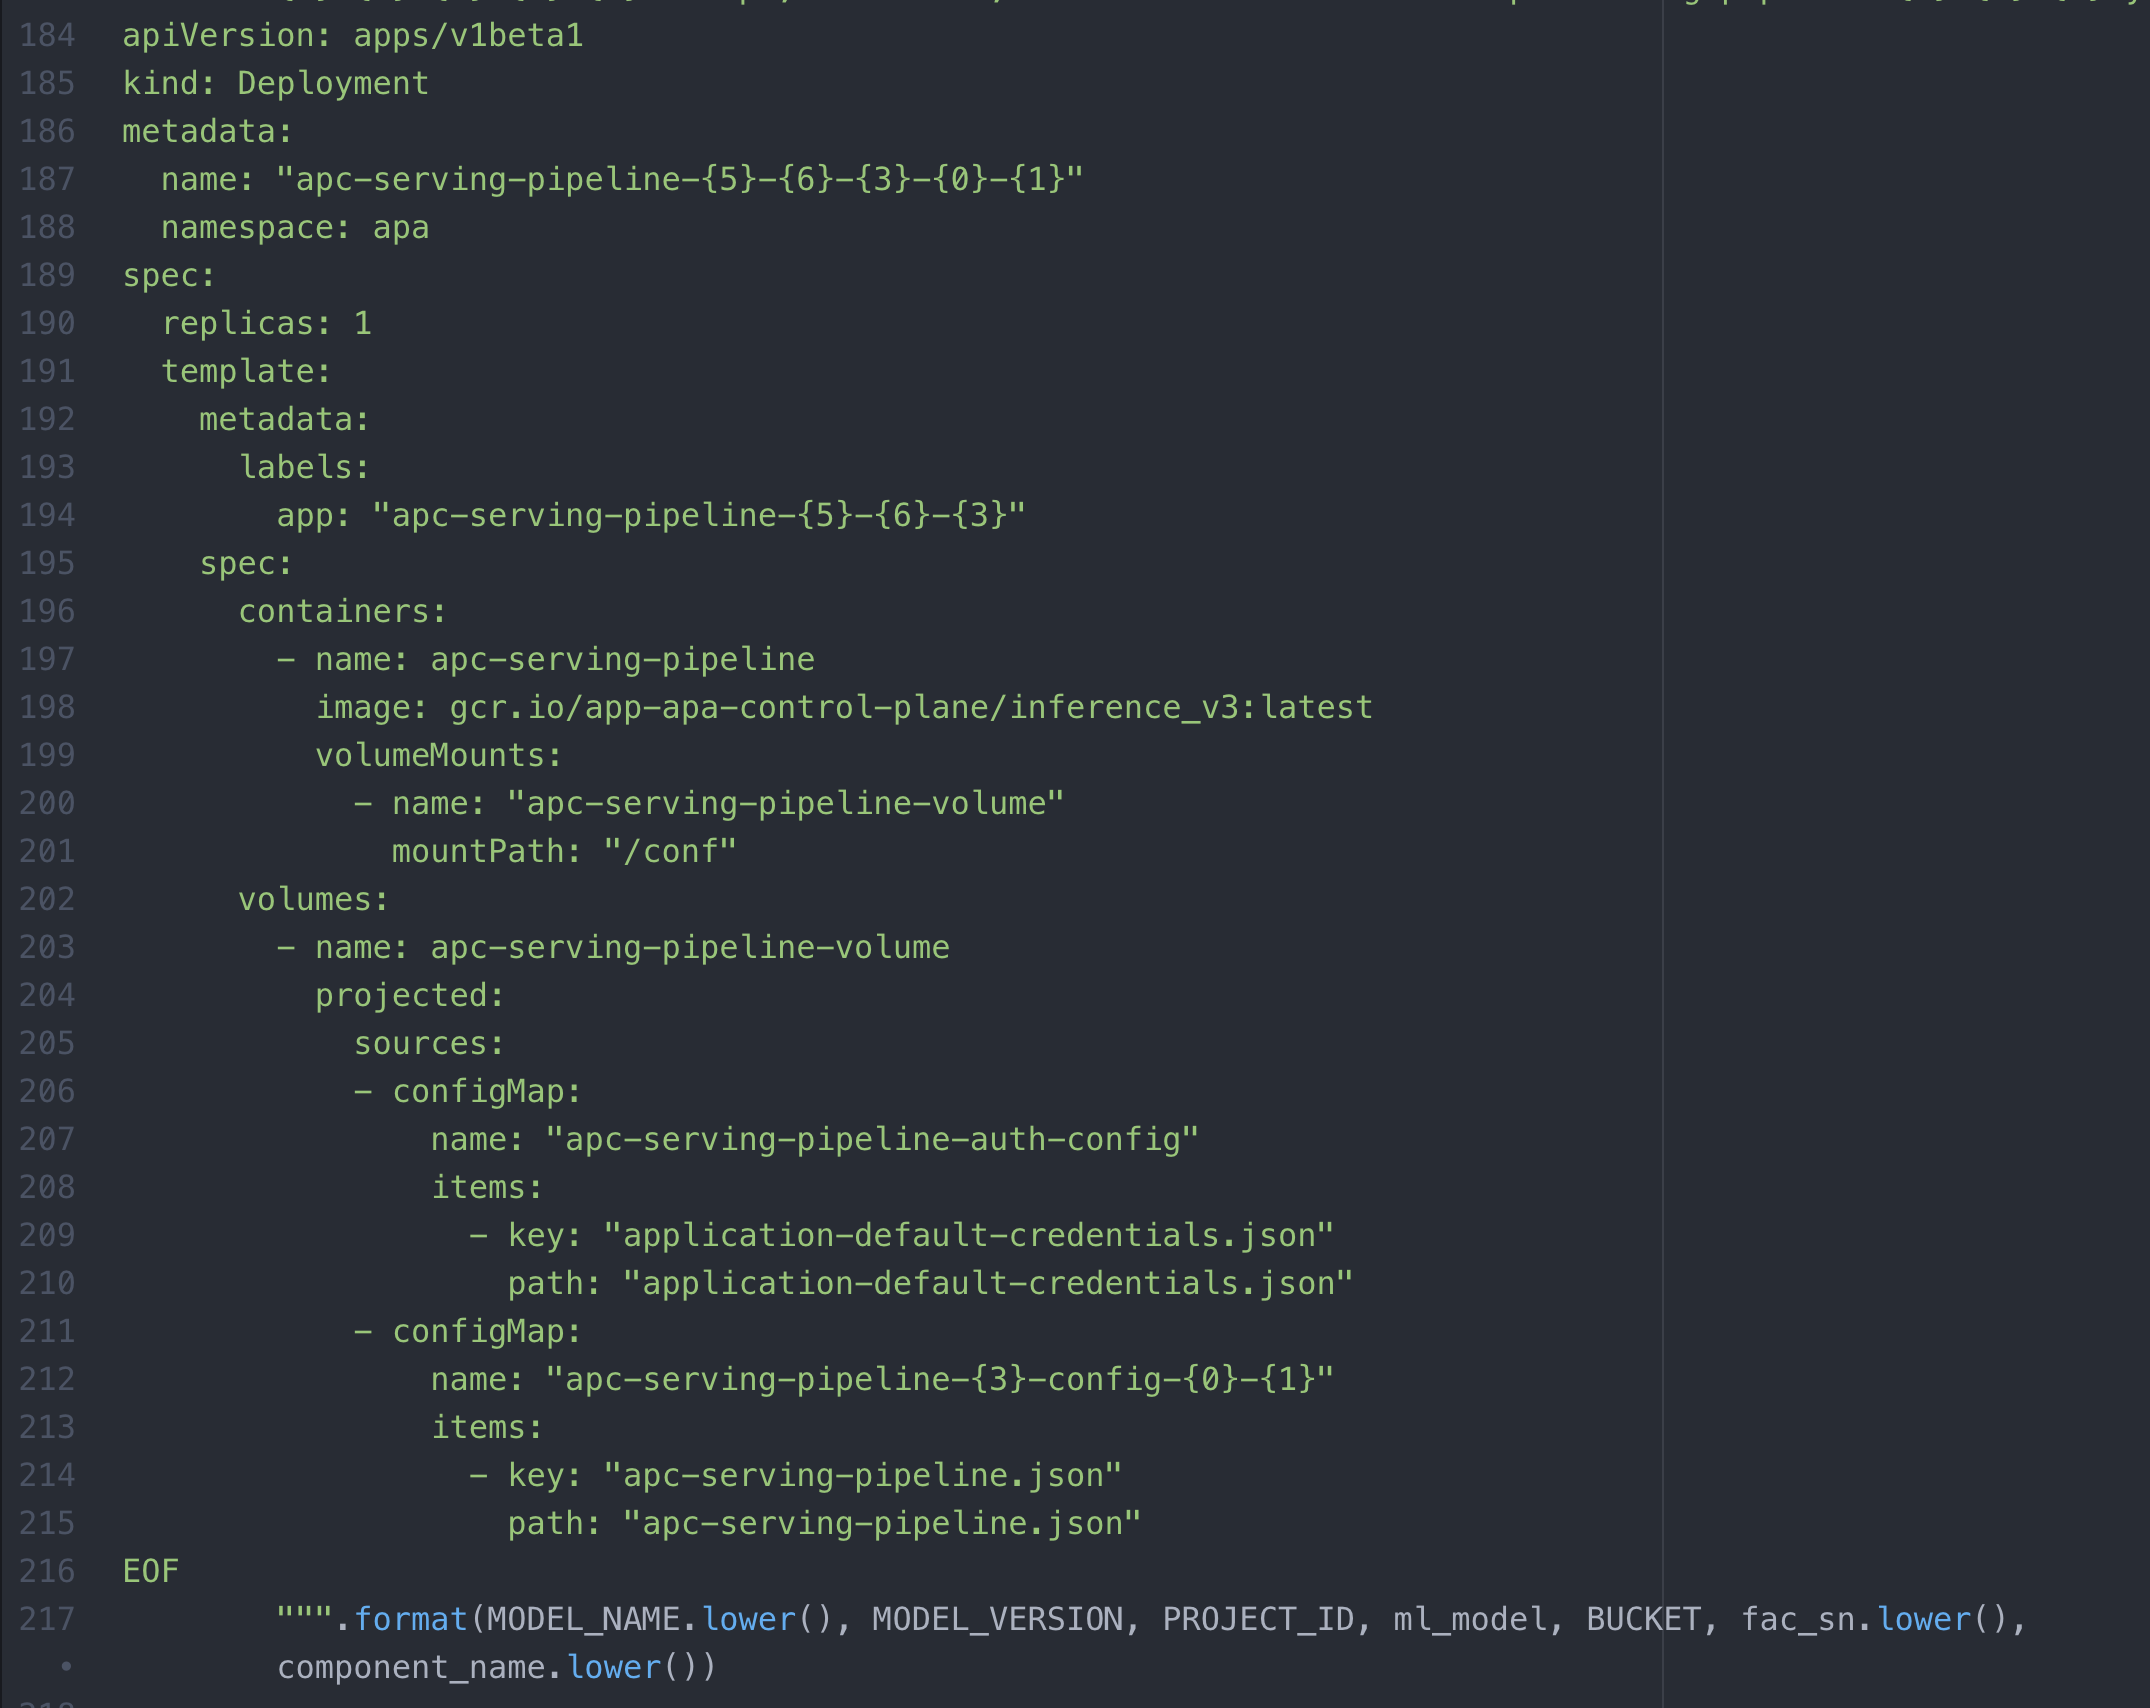 184 apiVersion: apps/v1beta1
185 kind: Deployment
186 metadata:
187   name: "apc-serving-pipeline-{5}-{6}-{3}-{0}-{1}"
188   namespace: apa
189 spec:
190   replicas: 1
191   template:
192     metadata:
193       labels:
194         app: "apc-serving-pipeline-{5}-{6}-{3}"
195     spec:
196       containers:
197         - name: apc-serving-pipeline
198           image: gcr.io/app-apa-control-plane/inference_v3:latest
199           volumeMounts:
200             - name: "apc-serving-pipeline-volume"
201               mountPath: "/conf"
202       volumes:
203         - name: apc-serving-pipeline-volume
204           projected:
205             sources:
206             - configMap:
207                 name: "apc-serving-pipeline-auth-config"
208                 items:
209                   - key: "application-default-credentials.json"
210                     path: "application-default-credentials.json"
211             - configMap:
212                 name: "apc-serving-pipeline-{3}-config-{0}-{1}"
213                 items:
214                   - key: "apc-serving-pipeline.json"
215                     path: "apc-serving-pipeline.json"
216 EOF
217         """.format(MODEL_NAME.lower(), MODEL_VERSION, PROJECT_ID, ml_model, BUCKET, fac_sn.lower(),
•         component_name.lower())